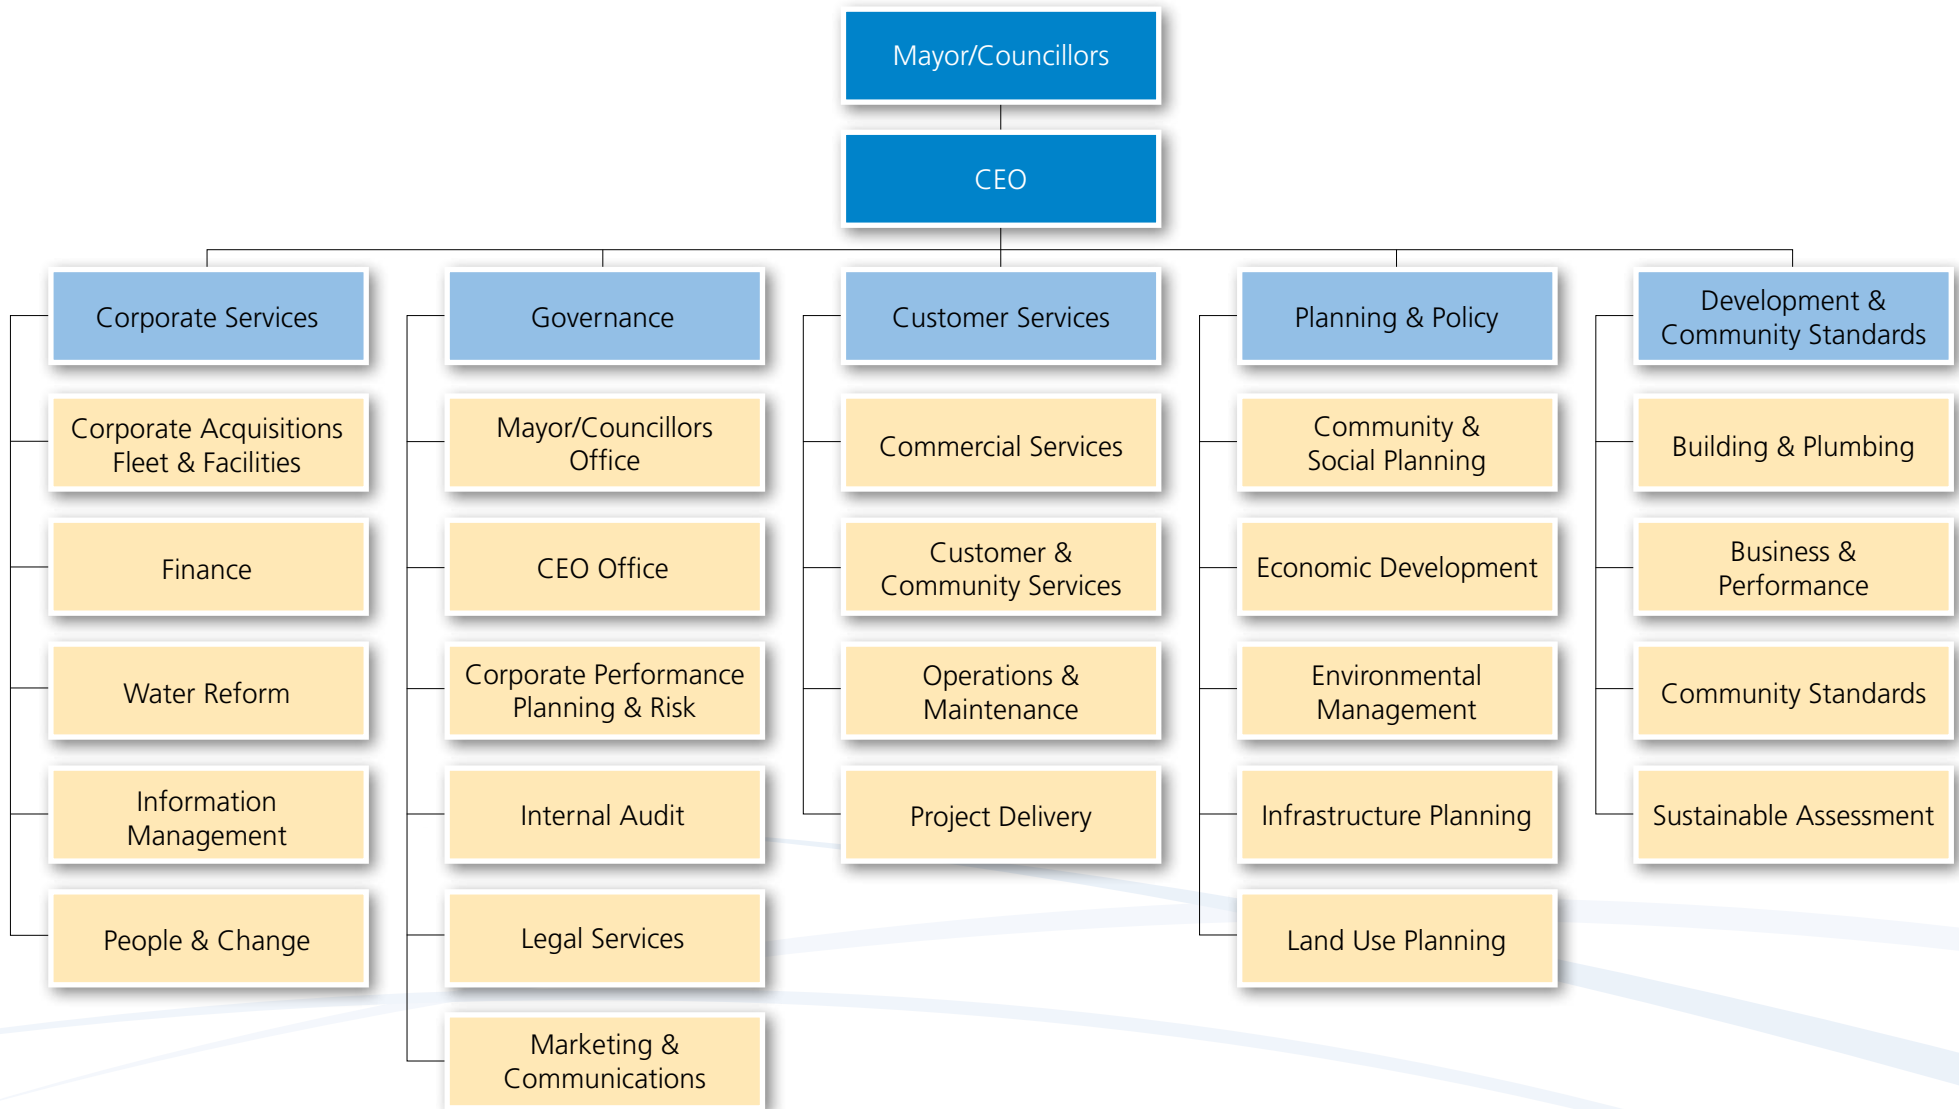 Mayor/Councillors
CEO
Corporate Services
Corporate Acquisitions
Fleet & Facilities
Finance
Water Reform
Information
Management
People & Change
Governance
Mayor/Councillors
Office
CEO Office
Corporate Performance
Planning & Risk
Internal Audit
Legal Services
Marketing &
Communications
Customer Services
Commercial Services
Customer &
Community Services
Operations &
Maintenance
Project Delivery
Planning & Policy
Community &
Social Planning
Economic Development
Environmental
Management
Infrastructure Planning
Land Use Planning
Development &
Community Standards
Building & Plumbing
Business &
Performance
Community Standards
Sustainable Assessment